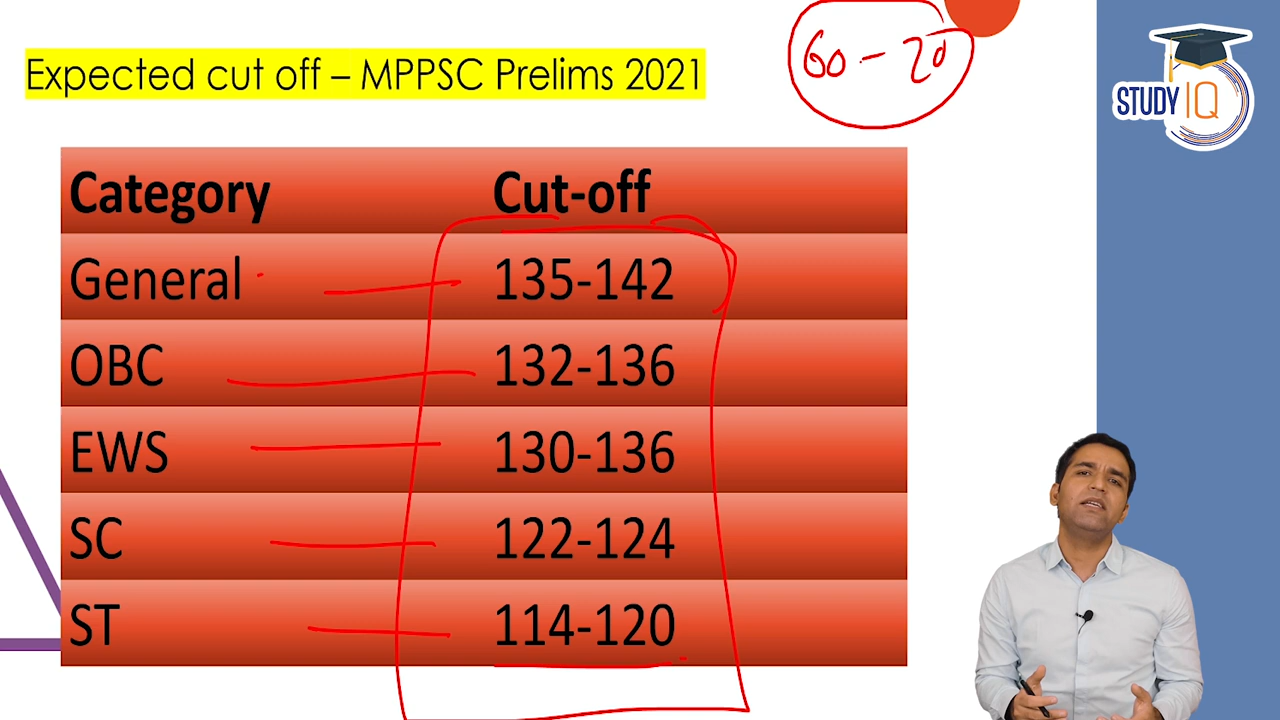 Expected cut off – MPPSC Prelims 2021
60 - 20
STUDY IQ
Category Cut-off
General 135-142
OBC 132-136
EWS 130-136
SC 122-124
ST 114-120